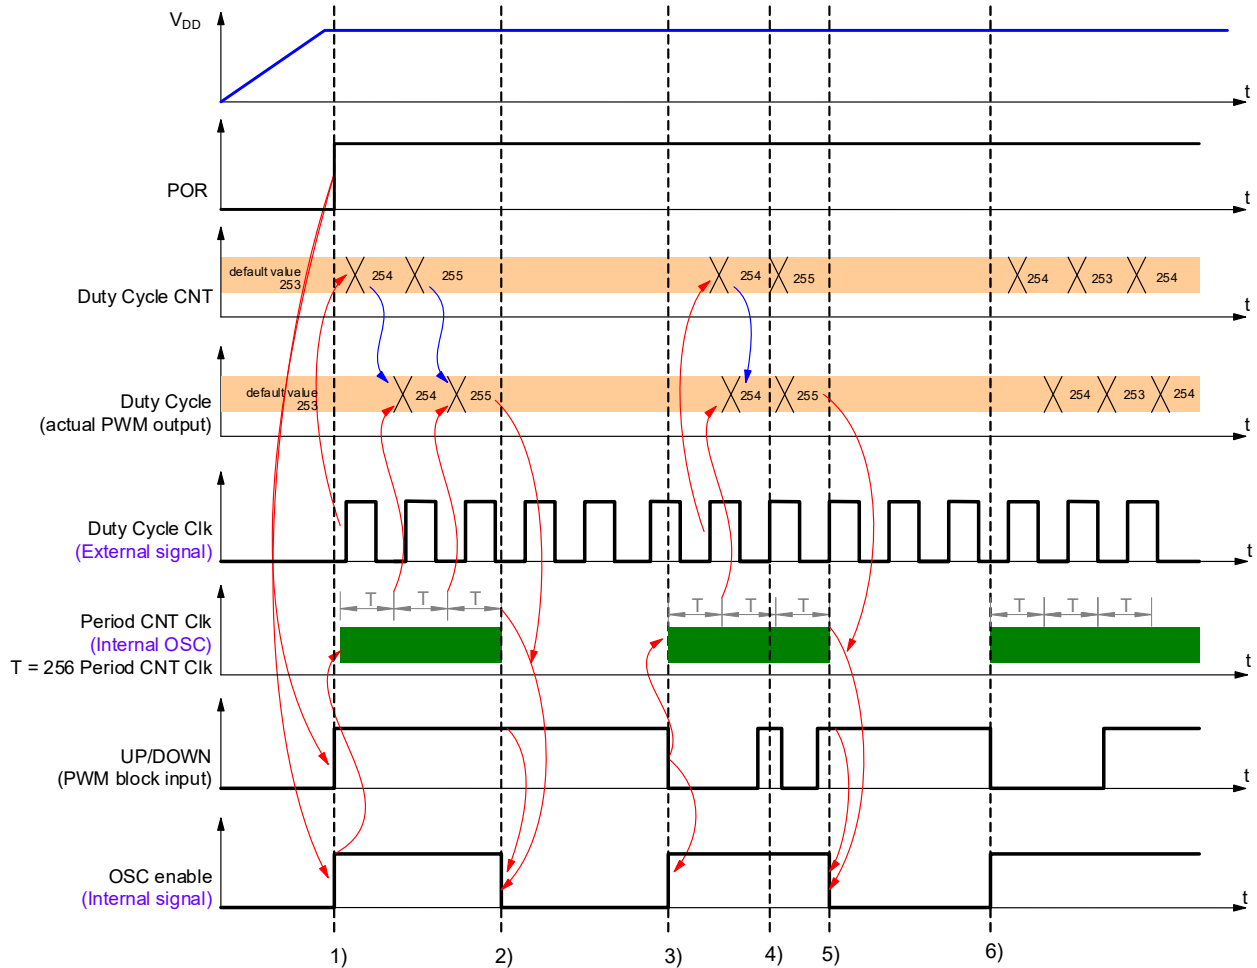 VDD
t
POR
t
default value
253
254
255
254
255
254
253
254
Duty Cycle CNT
t
default value
253
254
255
254
255
254
253
254
Duty Cycle
(actual PWM output)
t
Duty Cycle Clk
(External signal)
t
T
T
T
T
T
T
T
T
T
Period CNT Clk
(Internal OSC)
T = 256 Period CNT Clk
t
UP/DOWN
(PWM block input)
t
OSC enable
(Internal signal)
t
1)
2)
3)
4)
5)
6)